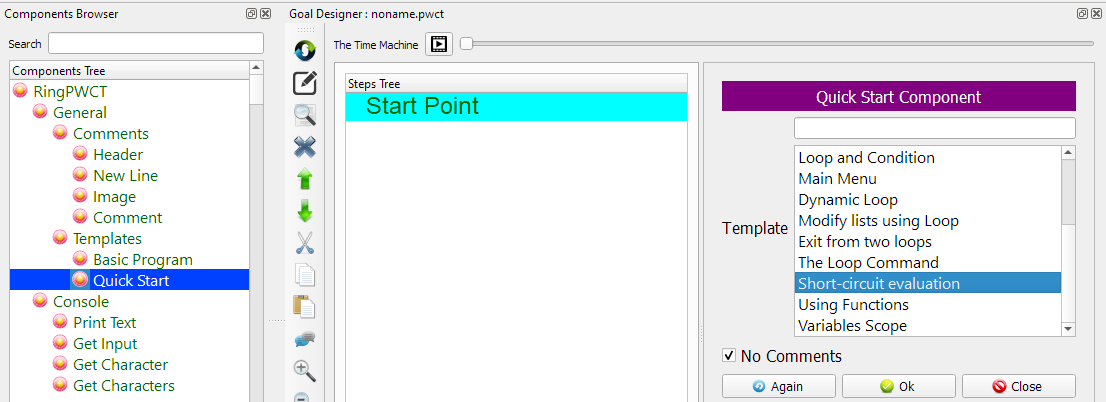 Components Browser
Search
Components Tree
RingPWCT
General
Comments
Header
New Line
Image
Comment
Templates
Basic Program
Quick Start
Console
Print Text
Get Input
Get Character
Get Characters
Goal Designer : noname.pwct
The Time Machine
Steps Tree
Start Point
Quick Start Component
Template
Loop and Condition
Main Menu
Dynamic Loop
Modify lists using Loop
Exit from two loops
The Loop Command
Short-circuit evaluation
Using Functions
Variables Scope
No Comments
Again Ok Close